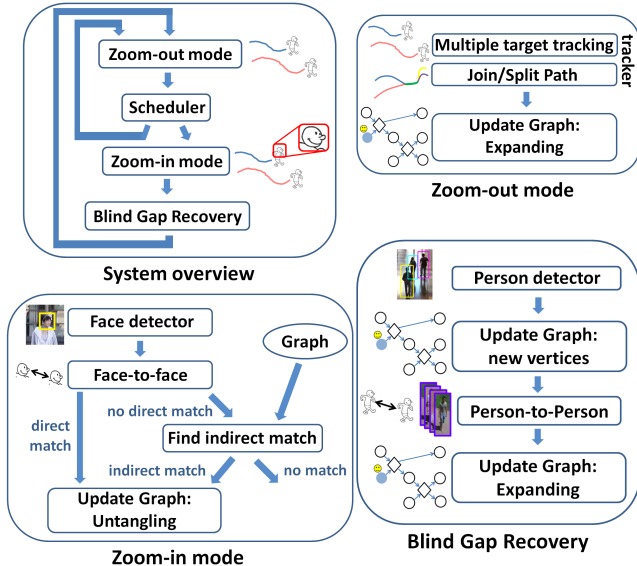 Zoom-out mode
Scheduler
Zoom-in mode
Blind Gap Recovery
System overview
Multiple target tracking
Join/Split Path
tracker
Update Graph:
Expanding
Zoom-out mode
Face detector
Face-to-face
Graph
direct
match
no direct match
Find indirect match
indirect match
no match
Update Graph:
Untangling
Zoom-in mode
Person detector
Update Graph:
new vertices
Person-to-Person
Update Graph:
Expanding
Blind Gap Recovery